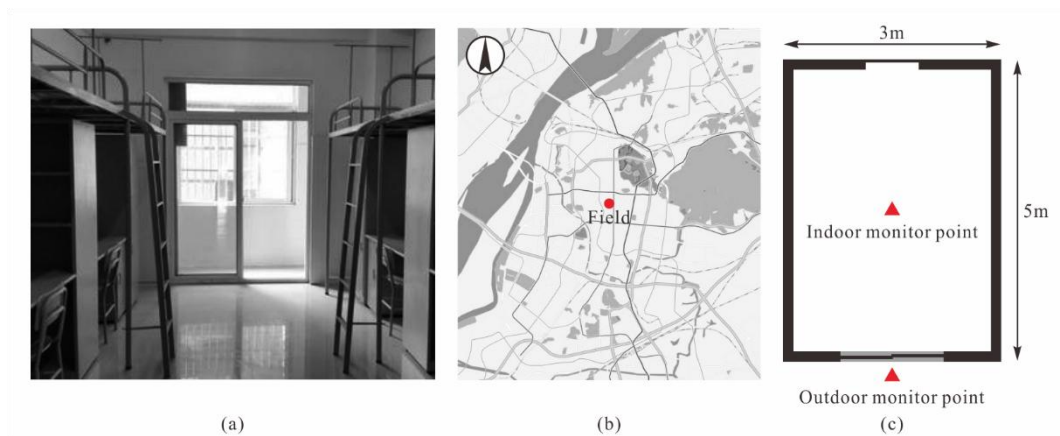 3m
Field
Indoor monitor point
5m
Outdoor monitor point
(a)
(b)
(c)